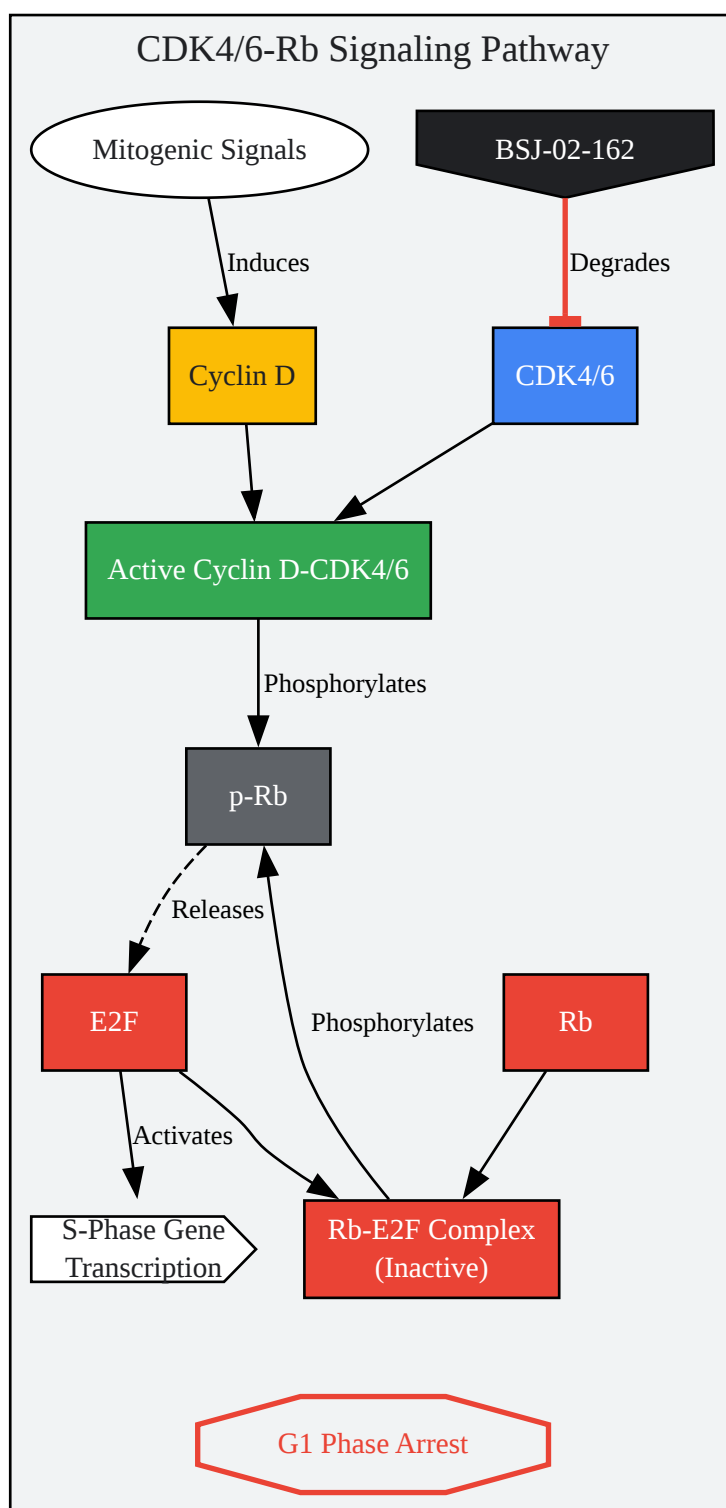 CDK4/6-Rb Signaling Pathway
Mitogenic Signals
BSJ-02-162
Induces
Degrades
Cyclin D
CDK4/6
Active Cyclin D-CDK4/6
Phosphorylates
p-Rb
Releases
E2F
Phosphorylates
Rb
Activates
S-Phase Gene
Transcription
Rb-E2F Complex
(Inactive)
G1 Phase Arrest